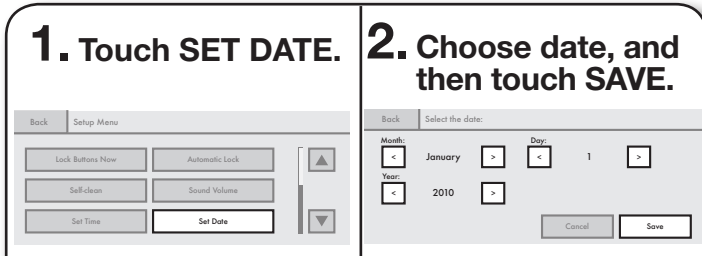 1. Touch SET DATE.
Back Setup Menu
Lock Buttons Now Automatic Lock
Self-clean Sound Volume
Set Time Set Date
2. Choose date, and
then touch SAVE.
Back Select the date:
Month: Day:
< January > < 1 >
Year:
< 2010 >
Cancel Save